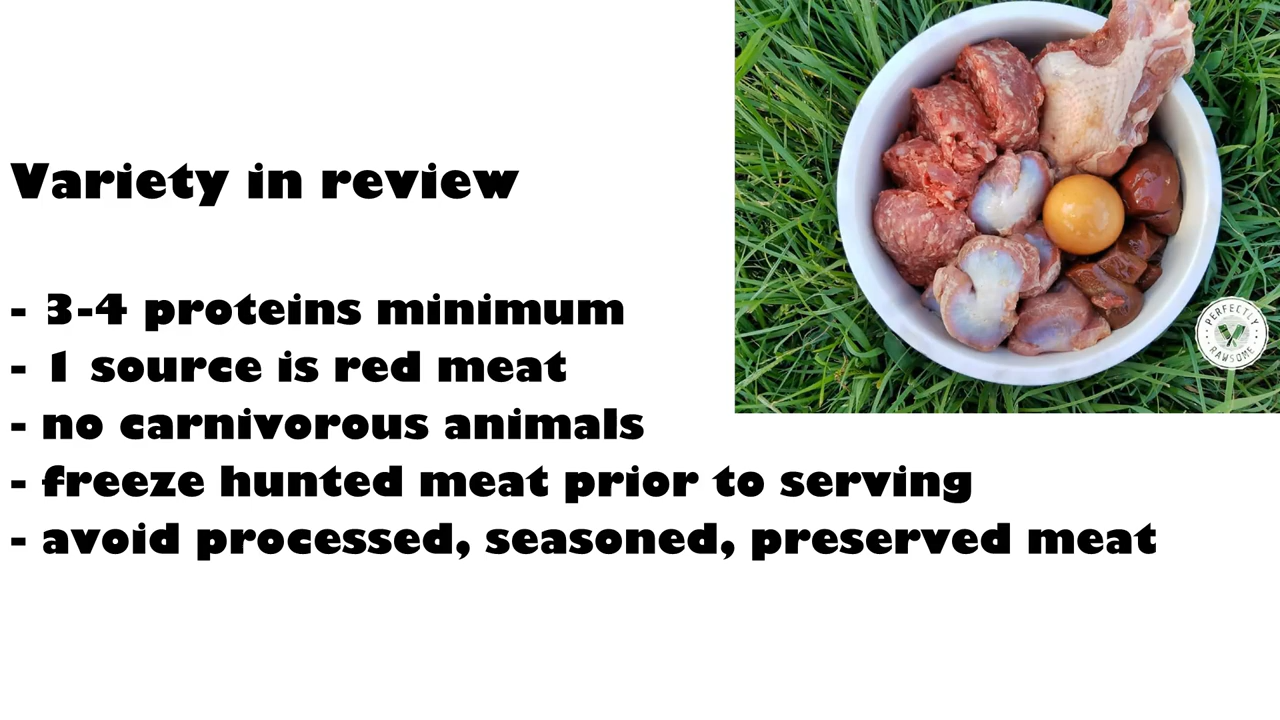 Variety in review
- 3-4 proteins minimum
- 1 source is red meat
- no carnivorous animals
- freeze hunted meat prior to serving
- avoid processed, seasoned, preserved meat
PERFECTLY
RAWSOME